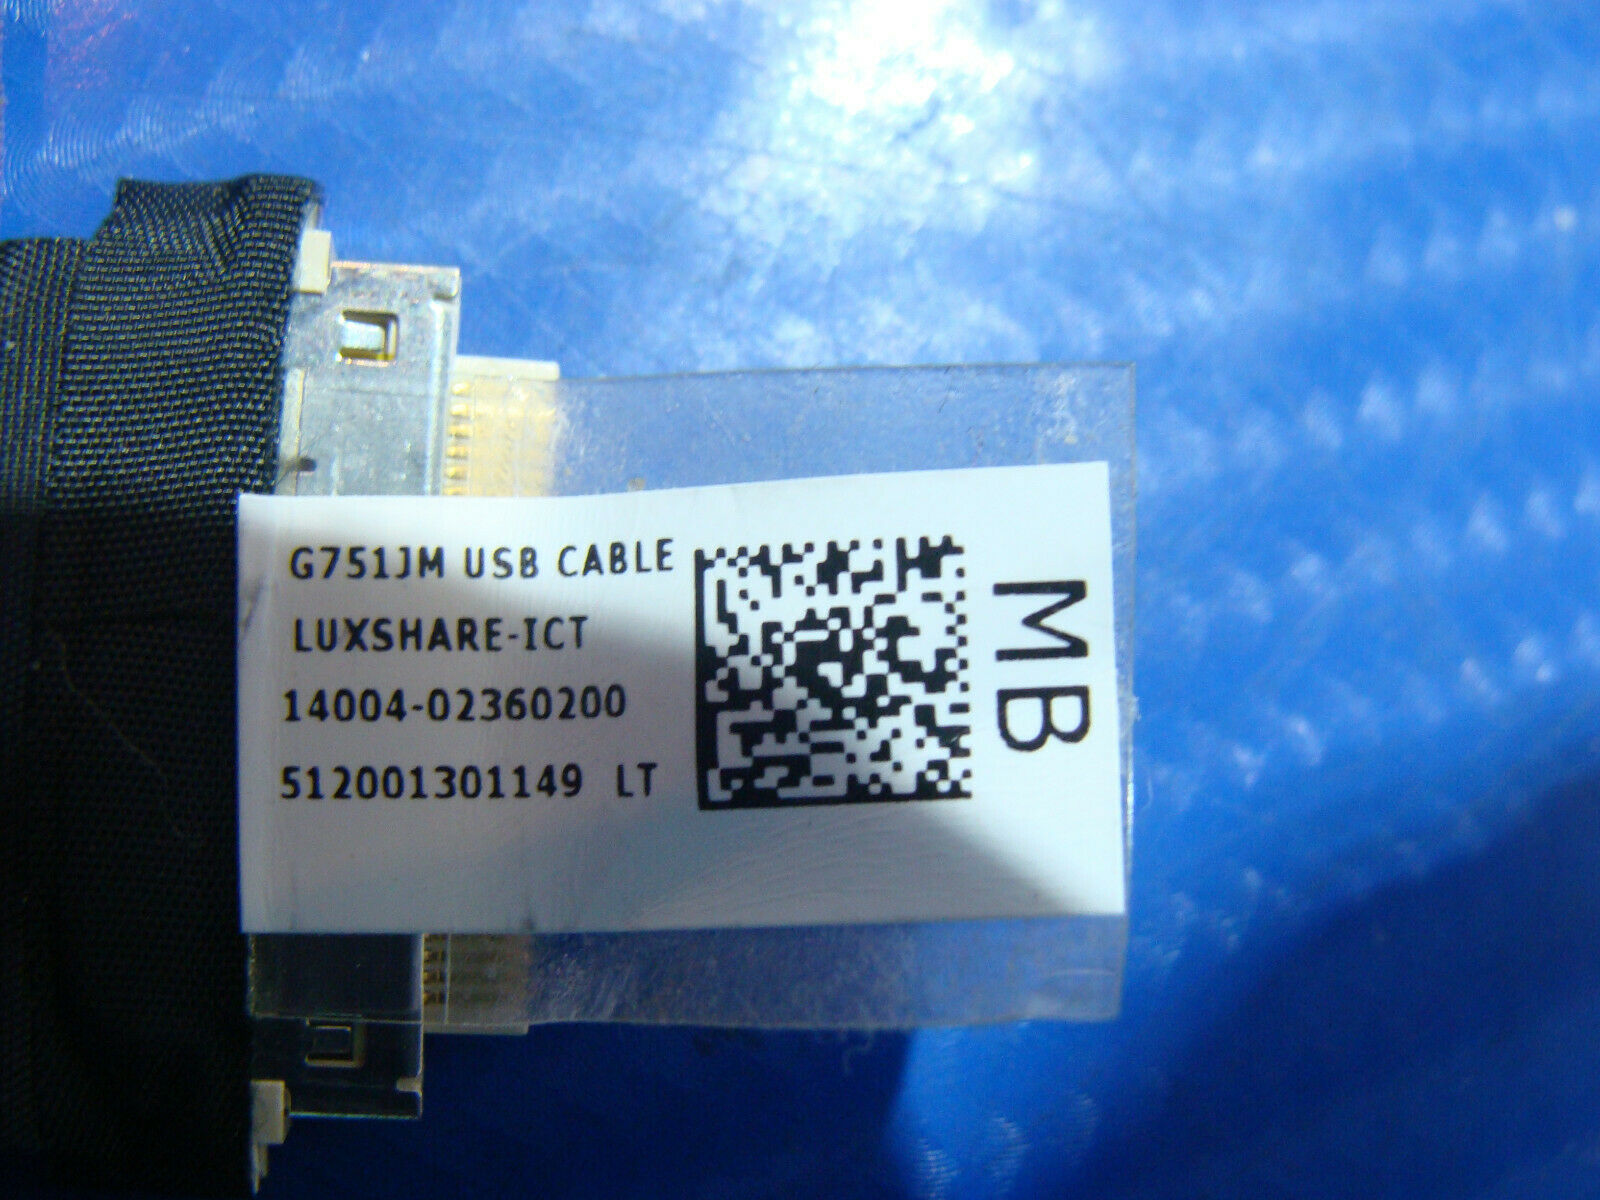 G751JM USB CABLE
LUXSHARE-ICT
14004-02360200
512001301149 LT
MB